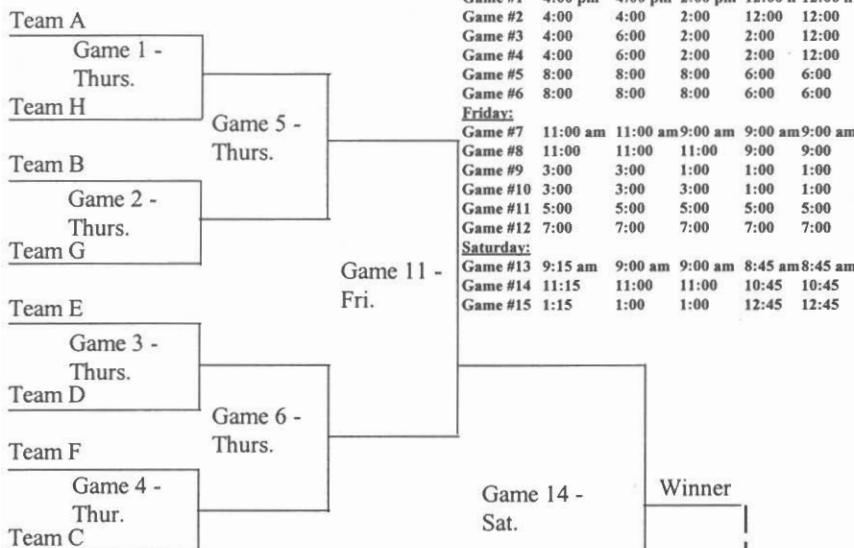 Team A
Game 1 -
Thurs.
Team H
Game 5 -
Thurs.
Team B
Game 2 -
Thurs.
Team G
Game 11 -
Fri.
Team E
Game 3 -
Thurs.
Team D
Game 6 -
Thurs.
Team F
Game 4 -
Thur.
Team C
Game 14 -
Sat.
Winner
Game #2 4:00 4:00 2:00 12:00 12:00
Game #3 4:00 6:00 2:00 2:00 12:00
Game #4 4:00 6:00 2:00 2:00 12:00
Game #5 8:00 8:00 8:00 6:00 6:00
Game #6 8:00 8:00 8:00 6:00 6:00
Friday:
Game #7 11:00 am 11:00 am 9:00 am 9:00 am 9:00 am
Game #8 11:00 11:00 11:00 9:00 9:00
Game #9 3:00 3:00 1:00 1:00 1:00
Game #10 3:00 3:00 3:00 1:00 1:00
Game #11 5:00 5:00 5:00 5:00 5:00
Game #12 7:00 7:00 7:00 7:00 7:00
Saturday:
Game #13 9:15 am 9:00 am 9:00 am 8:45 am 8:45 am
Game #14 11:15 11:00 11:00 10:45 10:45
Game #15 1:15 1:00 1:00 12:45 12:45